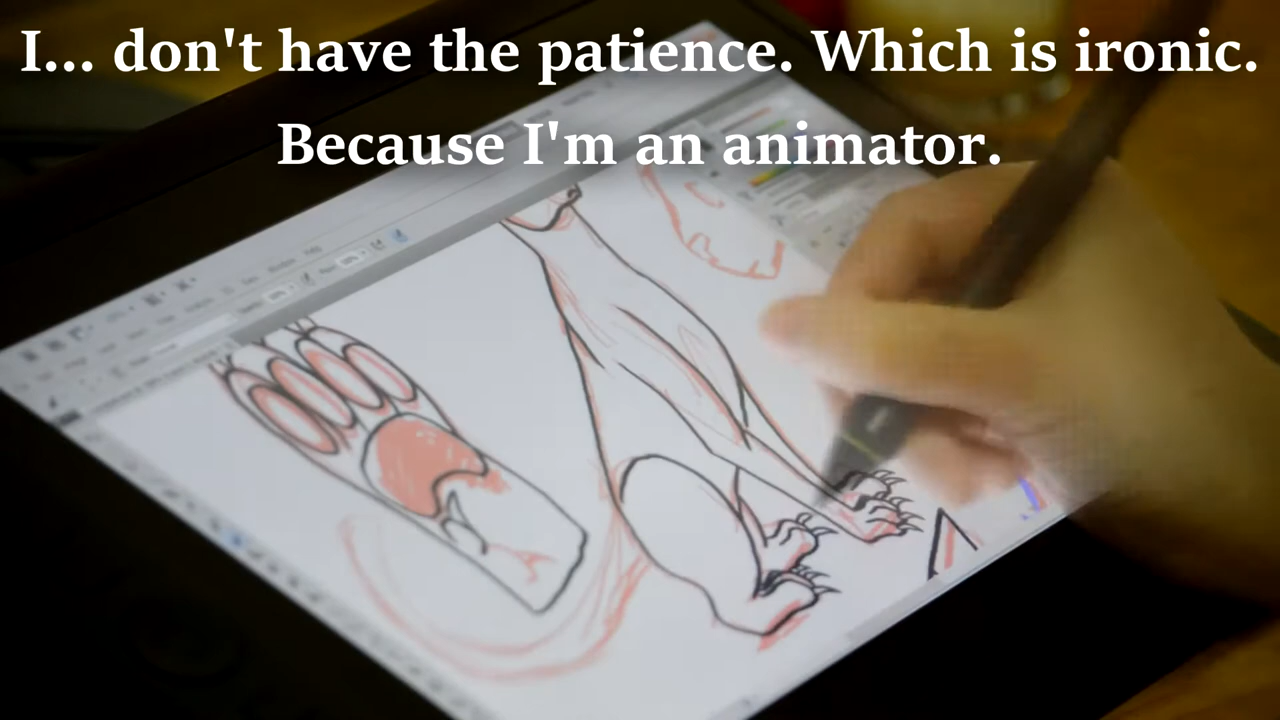 I... don't have the patience. Which is ironic.
Because I'm an animator.